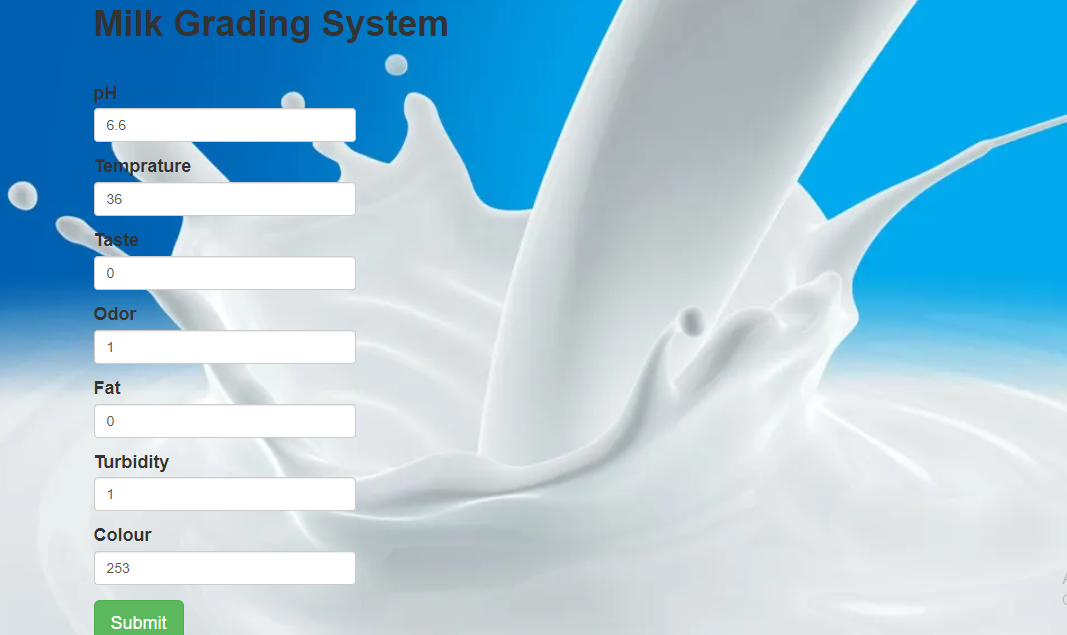 Milk Grading System
pH
6.6
Temprature
36
Taste
0
Odor
1
Fat
0
Turbidity
1
Colour
253
Submit